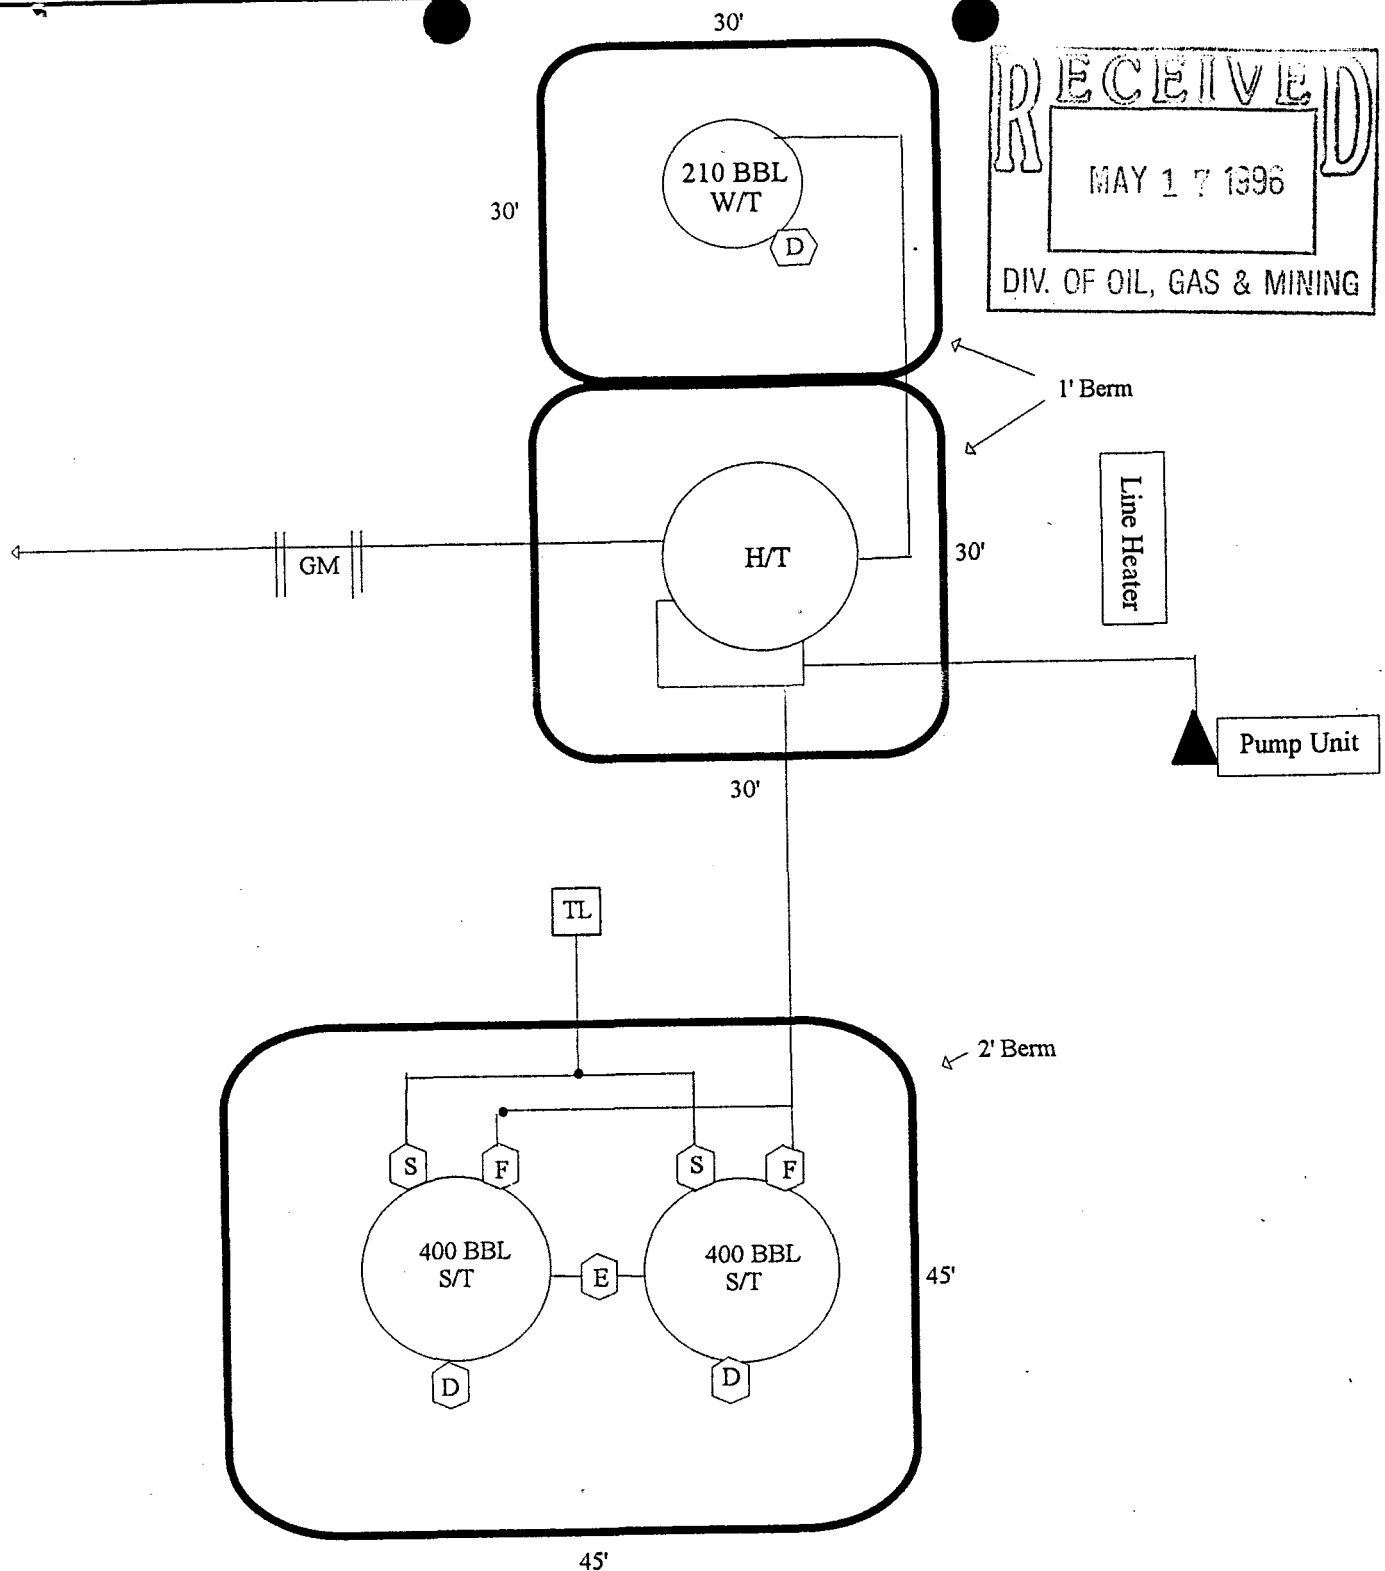 30'
RECEIVED
MAY 17 1996
DIV. OF OIL, GAS & MINING
210 BBL
W/T
D
30'
1' Berm
Line Heater
H/T
30'
GM
Pump Unit
30'
TL
2' Berm
S
F
S
F
400 BBL
S/T
E
400 BBL
S/T
45'
D
D
45'